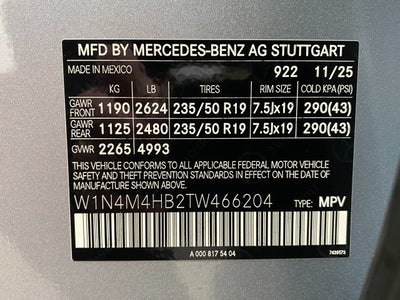 MFD BY MERCEDES-BENZ AG STUTTGART
MADE IN MEXICO 922 11/25
KG LB TIRES RIM SIZE COLD KPA (PSI)
GAWR FRONT 1190 2624 235/50 R19 7.5Jx19 290(43)
GAWR REAR 1125 2480 235/50 R19 7.5Jx19 290(43)
GVWR 2265 4993
THIS VEHICLE CONFORMS TO ALL APPLICABLE FEDERAL MOTOR VEHICLE
SAFETY BUMPER, AND THEFT PREVENTION STANDARDS IN EFFECT ON THE
DATE OF MANUFACTURE SHOWN ABOVE.
W1N4M4HB2TW466204 TYPE: MPV
A 000 817 54 04